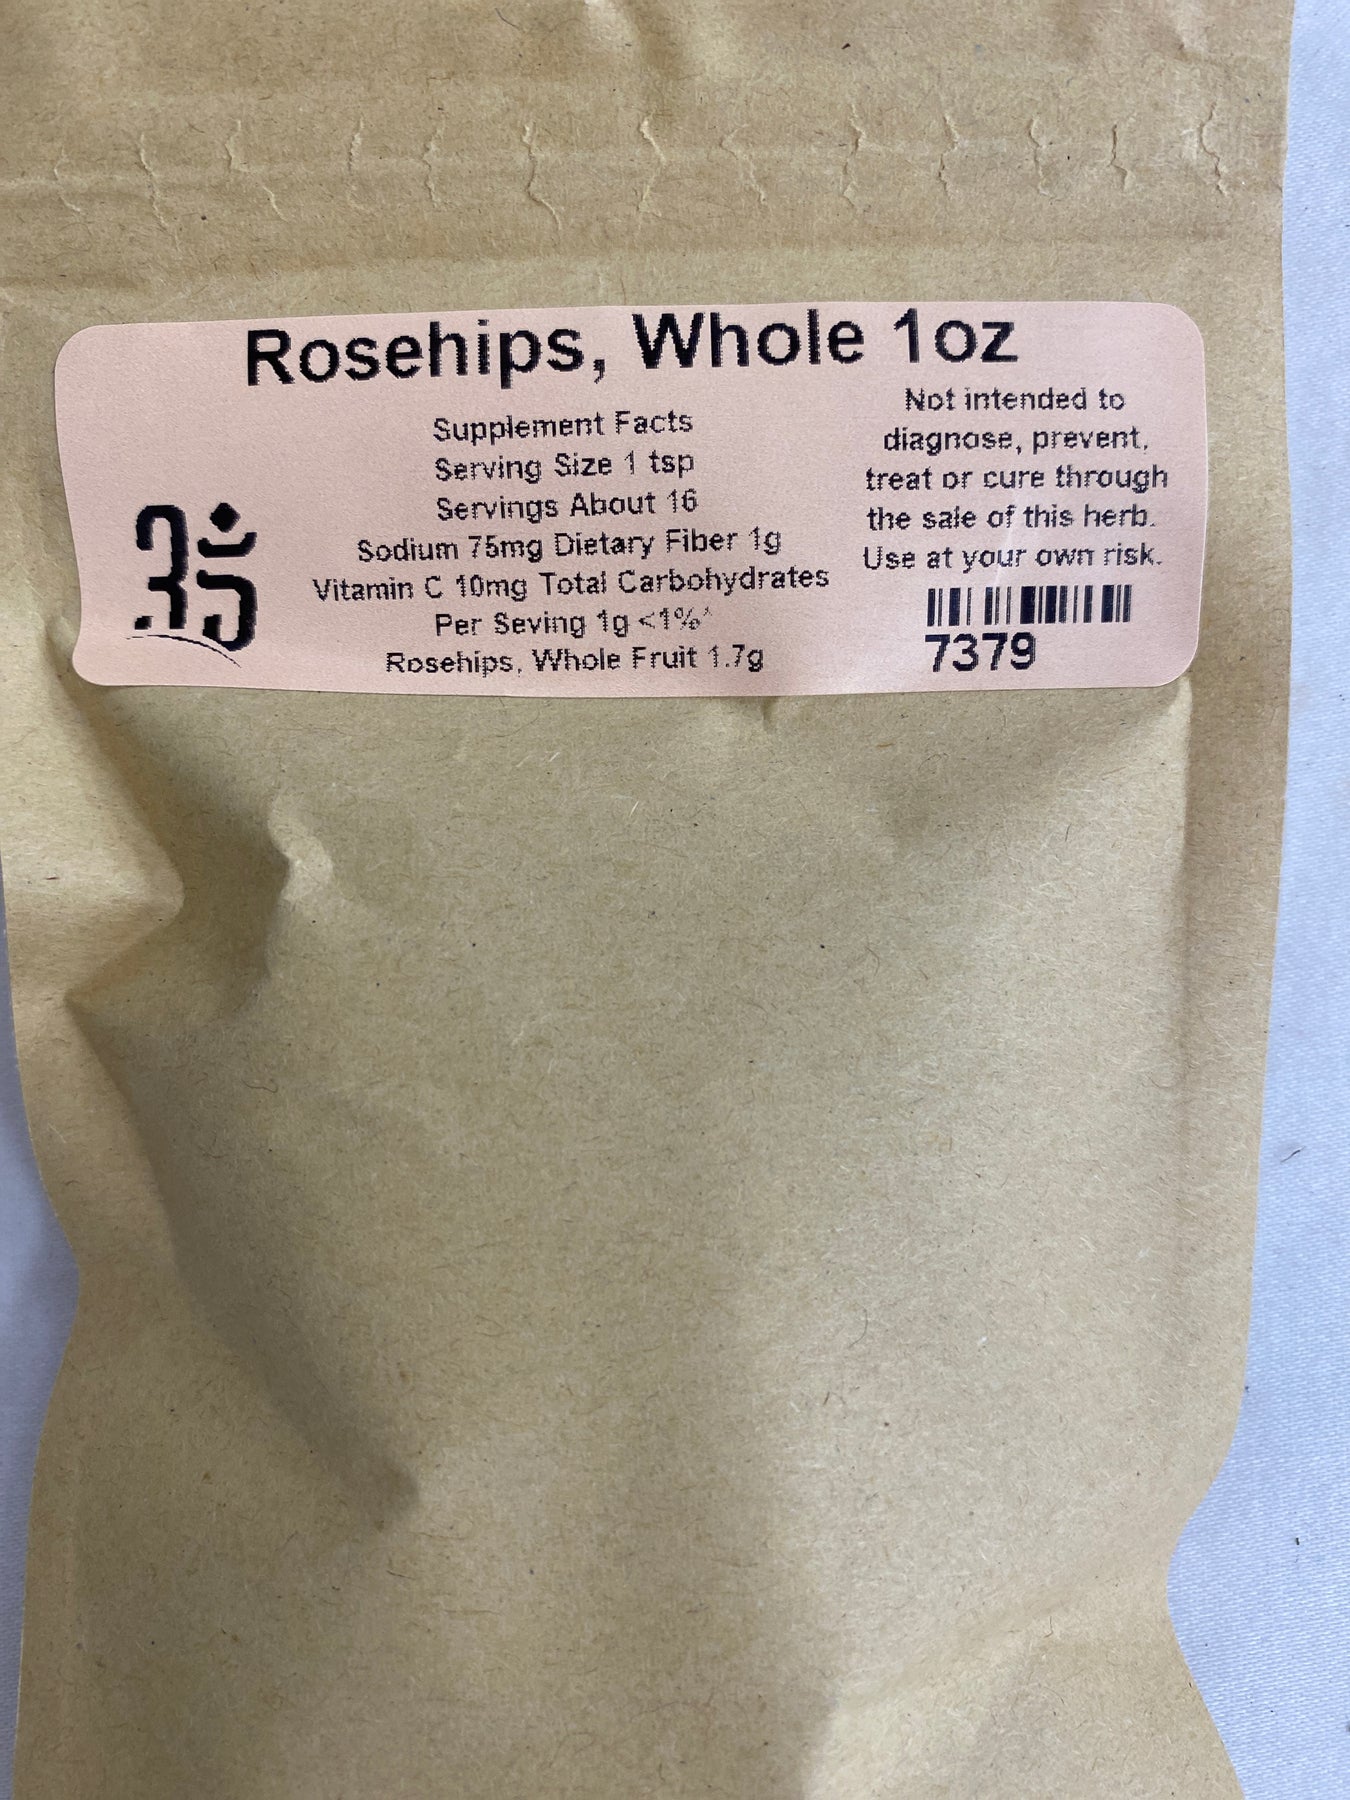 Rosehips, Whole 1oz
Supplement Facts
Serving Size 1 tsp
Servings About 16
Sodium 75mg Dietary Fiber 1g
Vitamin C 10mg Total Carbohydrates
Per Seving 1g <1%*
Rosehips, Whole Fruit 1.7g
Not intended to
diagnose, prevent,
treat or cure through
the sale of this herb.
Use at your own risk.
7379